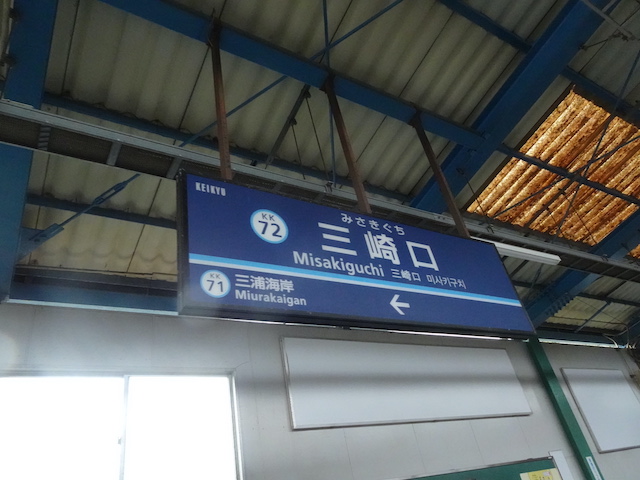 KEIKYU
KK
72
みさきぐち
三崎口
Misakiguchi 三崎口 미사키구치
KK
71
三浦海岸
Miurakaigan
←